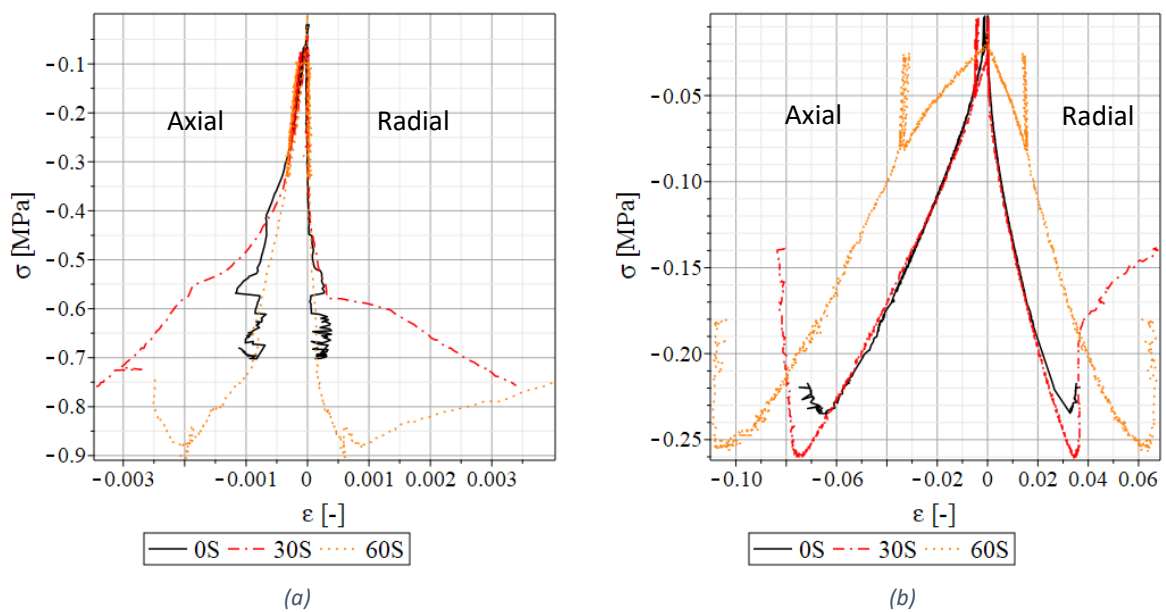 −0.1
−0.2
−0.3
−0.4
−0.5
−0.6
−0.7
−0.8
−0.9
σ [MPa]
Axial
Radial
−0.003
−0.001
0
0.001
0.002
0.003
ε [-]
0S
30S
60S
(a)
−0.05
−0.10
−0.15
−0.20
−0.25
σ [MPa]
Axial
Radial
−0.10
−0.06
−0.02
0
0.02
0.04
0.06
ε [-]
0S
30S
60S
(b)